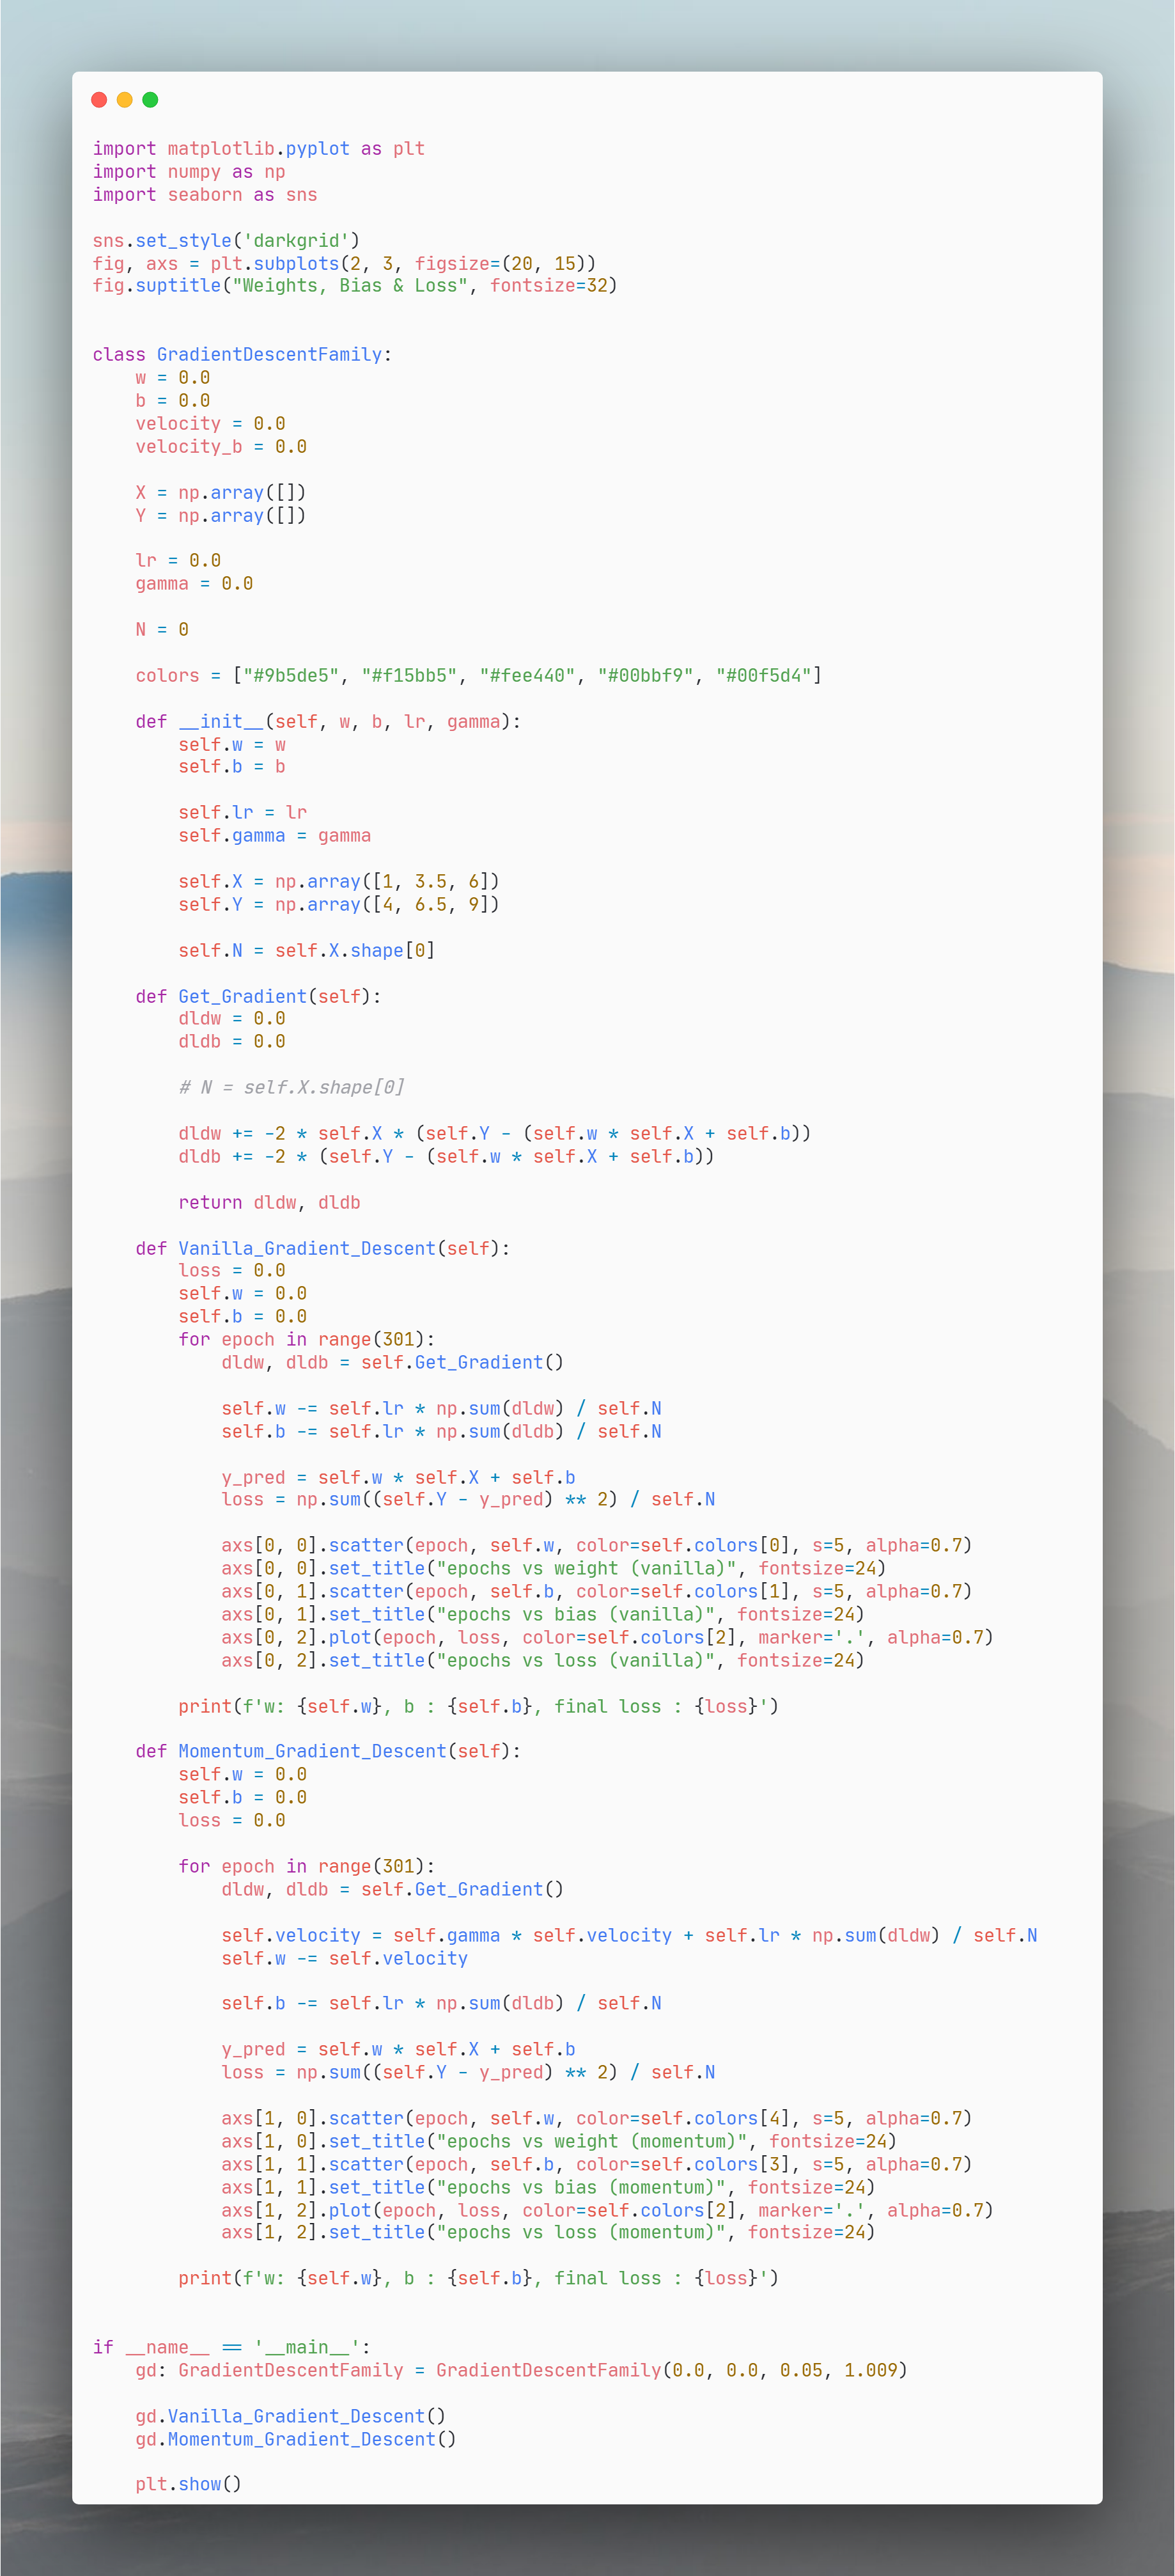 import matplotlib.pyplot as plt
import numpy as np
import seaborn as sns

sns.set_style('darkgrid')
fig, axs = plt.subplots(2, 3, figsize=(20, 15))
fig.suptitle("Weights, Bias & Loss", fontsize=32)


class GradientDescentFamily:
    w = 0.0
    b = 0.0
    velocity = 0.0
    velocity_b = 0.0

    X = np.array([])
    Y = np.array([])

    lr = 0.0
    gamma = 0.0

    N = 0

    colors = ["#9b5de5", "#f15bb5", "#fee440", "#00bbf9", "#00f5d4"]

    def __init__(self, w, b, lr, gamma):
        self.w = w
        self.b = b

        self.lr = lr
        self.gamma = gamma

        self.X = np.array([1, 3.5, 6])
        self.Y = np.array([4, 6.5, 9])

        self.N = self.X.shape[0]

    def Get_Gradient(self):
        dldw = 0.0
        dldb = 0.0

        # N = self.X.shape[0]

        dldw += -2 * self.X * (self.Y - (self.w * self.X + self.b))
        dldb += -2 * (self.Y - (self.w * self.X + self.b))

        return dldw, dldb

    def Vanilla_Gradient_Descent(self):
        loss = 0.0
        self.w = 0.0
        self.b = 0.0
        for epoch in range(301):
            dldw, dldb = self.Get_Gradient()

            self.w -= self.lr * np.sum(dldw) / self.N
            self.b -= self.lr * np.sum(dldb) / self.N

            y_pred = self.w * self.X + self.b
            loss = np.sum((self.Y - y_pred) ** 2) / self.N

            axs[0, 0].scatter(epoch, self.w, color=self.colors[0], s=5, alpha=0.7)
            axs[0, 0].set_title("epochs vs weight (vanilla)", fontsize=24)
            axs[0, 1].scatter(epoch, self.b, color=self.colors[1], s=5, alpha=0.7)
            axs[0, 1].set_title("epochs vs bias (vanilla)", fontsize=24)
            axs[0, 2].plot(epoch, loss, color=self.colors[2], marker='.', alpha=0.7)
            axs[0, 2].set_title("epochs vs loss (vanilla)", fontsize=24)

        print(f'w: {self.w}, b : {self.b}, final loss : {loss}')

    def Momentum_Gradient_Descent(self):
        self.w = 0.0
        self.b = 0.0
        loss = 0.0

        for epoch in range(301):
            dldw, dldb = self.Get_Gradient()

            self.velocity = self.gamma * self.velocity + self.lr * np.sum(dldw) / self.N
            self.w -= self.velocity

            self.b -= self.lr * np.sum(dldb) / self.N

            y_pred = self.w * self.X + self.b
            loss = np.sum((self.Y - y_pred) ** 2) / self.N

            axs[1, 0].scatter(epoch, self.w, color=self.colors[4], s=5, alpha=0.7)
            axs[1, 0].set_title("epochs vs weight (momentum)", fontsize=24)
            axs[1, 1].scatter(epoch, self.b, color=self.colors[3], s=5, alpha=0.7)
            axs[1, 1].set_title("epochs vs bias (momentum)", fontsize=24)
            axs[1, 2].plot(epoch, loss, color=self.colors[2], marker='.', alpha=0.7)
            axs[1, 2].set_title("epochs vs loss (momentum)", fontsize=24)

        print(f'w: {self.w}, b : {self.b}, final loss : {loss}')


if __name__ == '__main__':
    gd: GradientDescentFamily = GradientDescentFamily(0.0, 0.0, 0.05, 1.009)

    gd.Vanilla_Gradient_Descent()
    gd.Momentum_Gradient_Descent()

    plt.show()